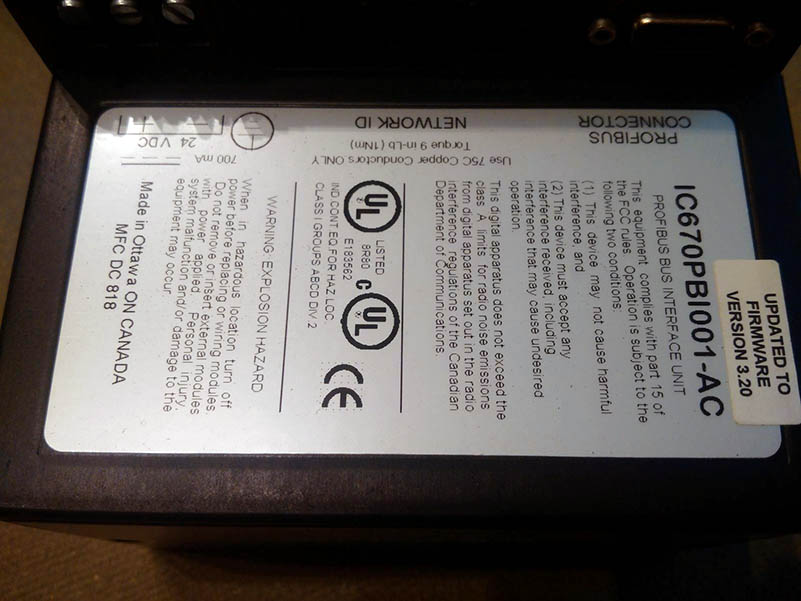 IC670PBI001-AC
PROFIBUS BUS INTERFACE UNIT
UPDATED TO
FIRMWARE
VERSION 3.20
This equipment complies with part 15 of
the FCC rules. Operation is subject to the
following two conditions:
(1) This device may not cause harmful
interference, and
(2) This device must accept any
interference received, including
interference that may cause undesired
operation.
This digital apparatus does not exceed the
class A limits for radio noise emissions
from digital apparatus set out in the radio
interference regulations of the Canadian
Department of Communications.
UL
LISTED
8R80
C UL
CE
E183562
IND.CONT.EQ.FOR HAZ.LOC.
CLASS I GROUPS ABCD DIV.2
WARNING: EXPLOSION HAZARD
When in hazardous location turn off
power before replacing or wiring modules
Do not remove or insert external modules
with power applied. Personal injury,
system malfunction and/or damage to the
equipment may occur.
Made in Ottawa ON CANADA
MFC DC 818
PROFIBUS
CONNECTOR
NETWORK ID
Use 75C Copper Conductors ONLY
Torque 9 in-Lb (1Nm)
24 VDC
700 mA